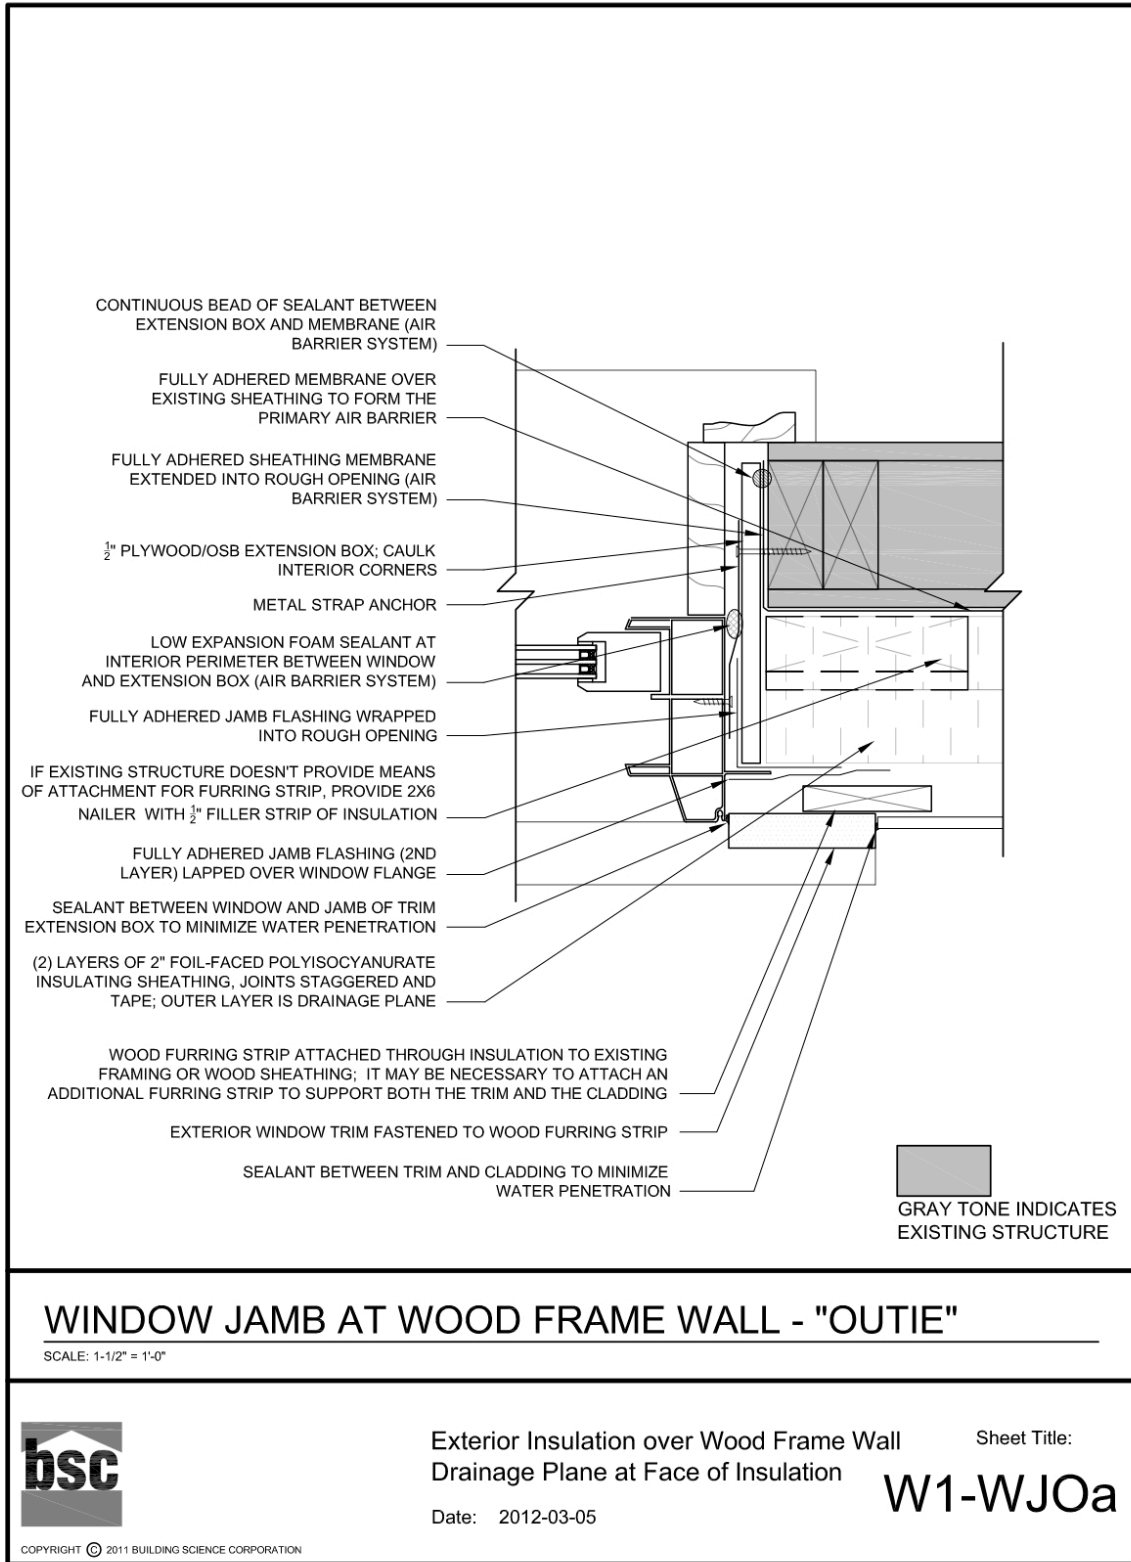 CONTINUOUS BEAD OF SEALANT BETWEEN
EXTENSION BOX AND MEMBRANE (AIR
BARRIER SYSTEM)
FULLY ADHERED MEMBRANE OVER
EXISTING SHEATHING TO FORM THE
PRIMARY AIR BARRIER
FULLY ADHERED SHEATHING MEMBRANE
EXTENDED INTO ROUGH OPENING (AIR
BARRIER SYSTEM)
1/2" PLYWOOD/OSB EXTENSION BOX; CAULK
INTERIOR CORNERS
METAL STRAP ANCHOR
LOW EXPANSION FOAM SEALANT AT
INTERIOR PERIMETER BETWEEN WINDOW
AND EXTENSION BOX (AIR BARRIER SYSTEM)
FULLY ADHERED JAMB FLASHING WRAPPED
INTO ROUGH OPENING
IF EXISTING STRUCTURE DOESN'T PROVIDE MEANS
OF ATTACHMENT FOR FURRING STRIP, PROVIDE 2X6
NAILER WITH 1/2" FILLER STRIP OF INSULATION
FULLY ADHERED JAMB FLASHING (2ND
LAYER) LAPPED OVER WINDOW FLANGE
SEALANT BETWEEN WINDOW AND JAMB OF TRIM
EXTENSION BOX TO MINIMIZE WATER PENETRATION
(2) LAYERS OF 2" FOIL-FACED POLYISOCYANURATE
INSULATING SHEATHING, JOINTS STAGGERED AND
TAPE; OUTER LAYER IS DRAINAGE PLANE
WOOD FURRING STRIP ATTACHED THROUGH INSULATION TO EXISTING
FRAMING OR WOOD SHEATHING; IT MAY BE NECESSARY TO ATTACH AN
ADDITIONAL FURRING STRIP TO SUPPORT BOTH THE TRIM AND THE CLADDING
EXTERIOR WINDOW TRIM FASTENED TO WOOD FURRING STRIP
SEALANT BETWEEN TRIM AND CLADDING TO MINIMIZE
WATER PENETRATION
GRAY TONE INDICATES
EXISTING STRUCTURE
WINDOW JAMB AT WOOD FRAME WALL - "OUTIE"
SCALE: 1-1/2" = 1'-0"
bsc
COPYRIGHT © 2011 BUILDING SCIENCE CORPORATION
Exterior Insulation over Wood Frame Wall
Drainage Plane at Face of Insulation
Date: 2012-03-05
Sheet Title:
W1-WJOa